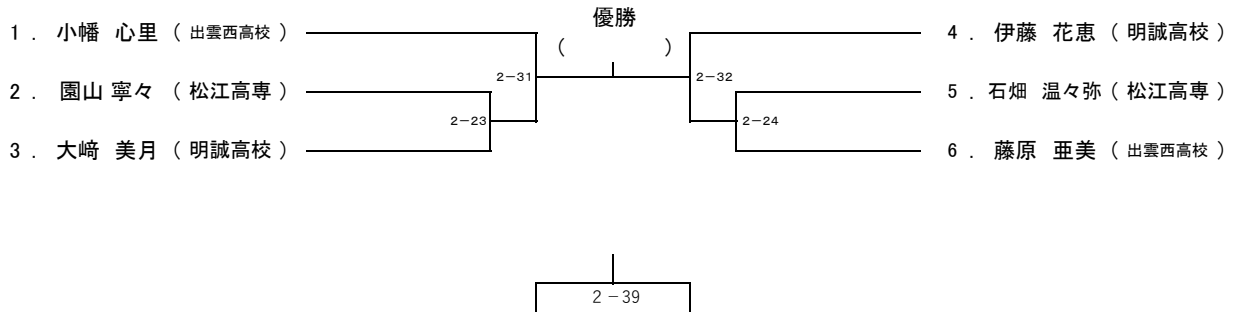 優勝
(　　　　)
1 . 小幡 心里 ( 出雲西高校 )
2 . 園山 寧々 ( 松江高専 )
3 . 大﨑 美月 ( 明誠高校 )
2−31
2−23
4 . 伊藤 花恵 ( 明誠高校 )
5 . 石畑 温々弥 ( 松江高専 )
6 . 藤原 亜美 ( 出雲西高校 )
2−32
2−24
2−39